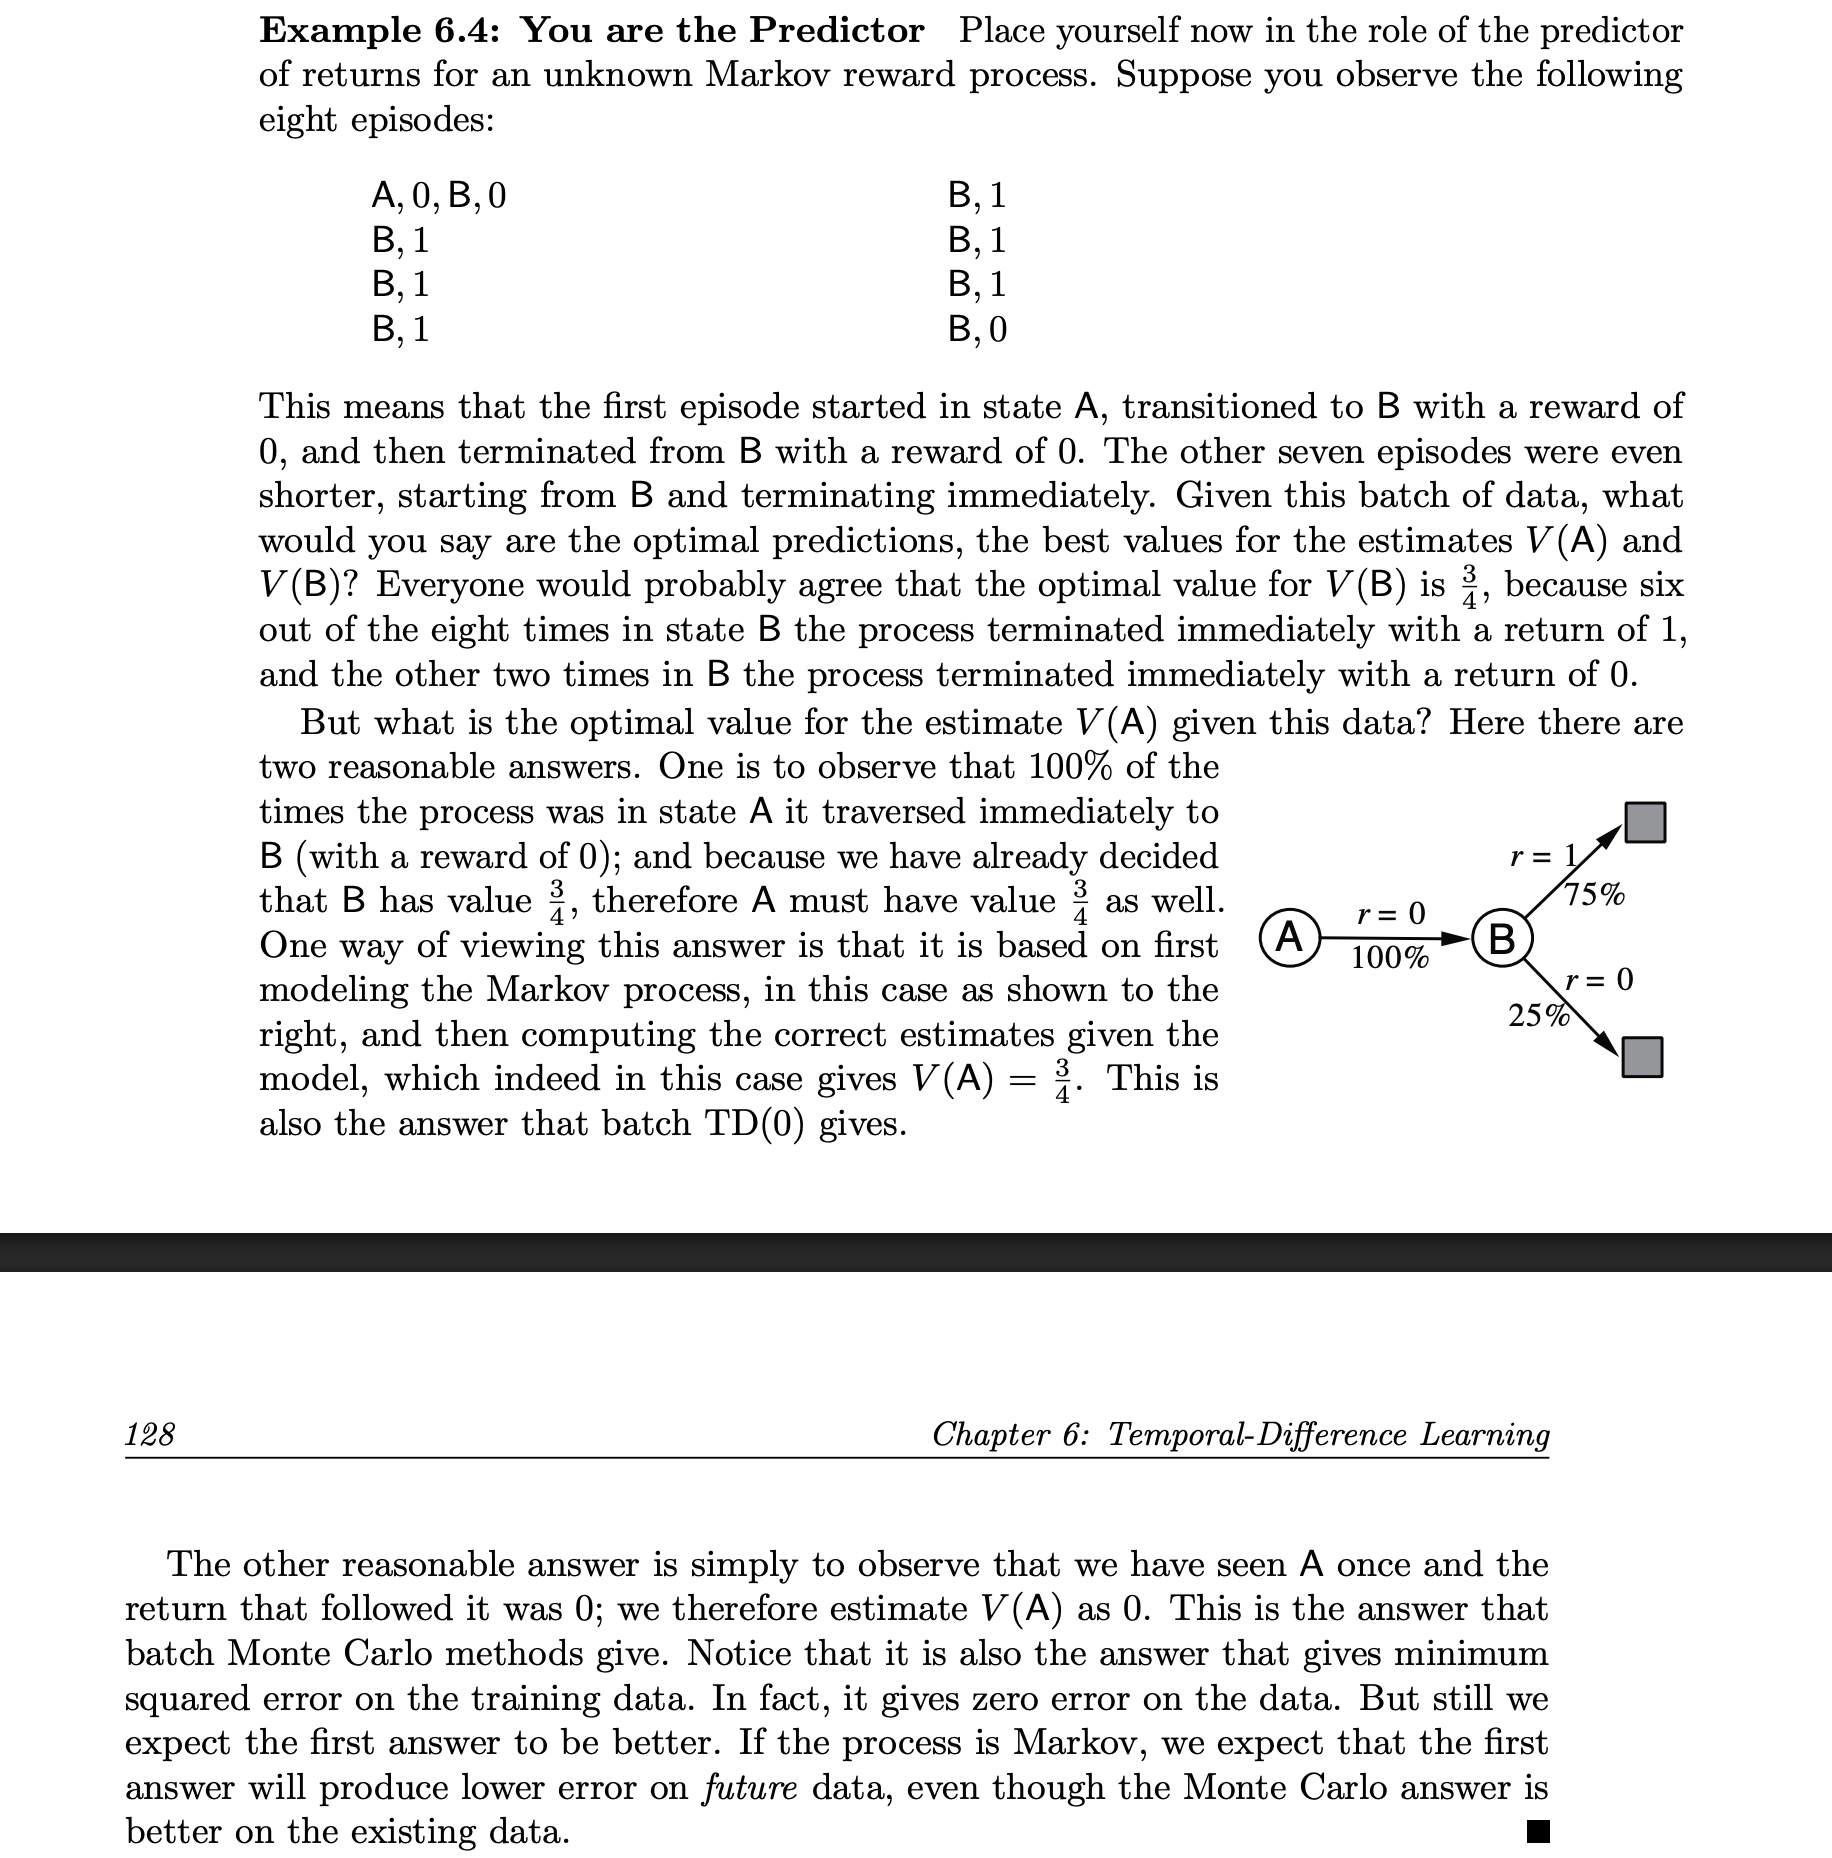 Example 6.4: You are the Predictor Place yourself now in the role of the predictor
of returns for an unknown Markov reward process. Suppose you observe the following
eight episodes:
A, 0, B, 0 B, 1
B, 1 B, 1
B, 1 B, 1
B, 1 B, 0
This means that the first episode started in state A, transitioned to B with a reward of
0, and then terminated from B with a reward of 0. The other seven episodes were even
shorter, starting from B and terminating immediately. Given this batch of data, what
would you say are the optimal predictions, the best values for the estimates V(A) and
V(B)? Everyone would probably agree that the optimal value for V(B) is 3/4, because six
out of the eight times in state B the process terminated immediately with a return of 1,
and the other two times in B the process terminated immediately with a return of 0.
But what is the optimal value for the estimate V(A) given this data? Here there are
two reasonable answers. One is to observe that 100% of the
times the process was in state A it traversed immediately to
B (with a reward of 0); and because we have already decided
that B has value 3/4, therefore A must have value 3/4 as well.
One way of viewing this answer is that it is based on first
modeling the Markov process, in this case as shown to the
right, and then computing the correct estimates given the
model, which indeed in this case gives V(A) = 3/4. This is
also the answer that batch TD(0) gives.
A
r = 0
100%
B
r = 1
75%
r = 0
25%
128 Chapter 6: Temporal-Difference Learning
The other reasonable answer is simply to observe that we have seen A once and the
return that followed it was 0; we therefore estimate V(A) as 0. This is the answer that
batch Monte Carlo methods give. Notice that it is also the answer that gives minimum
squared error on the training data. In fact, it gives zero error on the data. But still we
expect the first answer to be better. If the process is Markov, we expect that the first
answer will produce lower error on future data, even though the Monte Carlo answer is
better on the existing data.